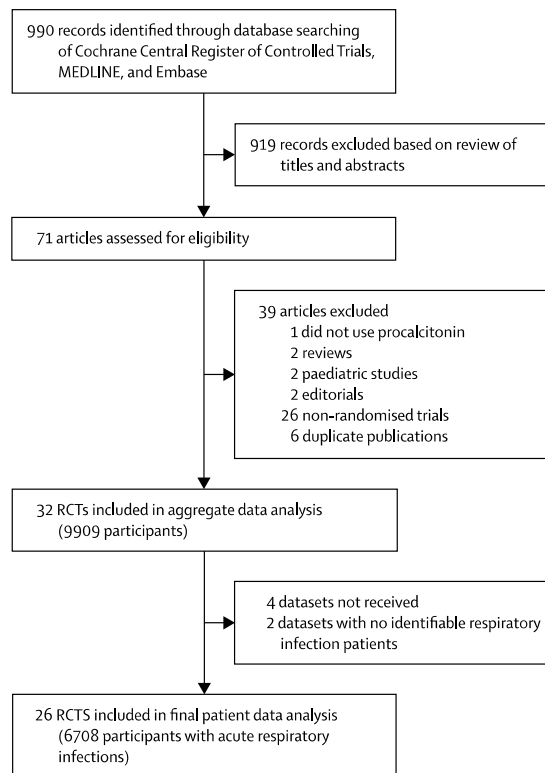 990 records identified through database searching
of Cochrane Central Register of Controlled Trials,
MEDLINE, and Embase
919 records excluded based on review of
titles and abstracts
71 articles assessed for eligibility
39 articles excluded
1 did not use procalcitonin
2 reviews
2 paediatric studies
2 editorials
26 non-randomised trials
6 duplicate publications
32 RCTs included in aggregate data analysis
(9909 participants)
4 datasets not received
2 datasets with no identifiable respiratory
infection patients
26 RCTS included in final patient data analysis
(6708 participants with acute respiratory
infections)